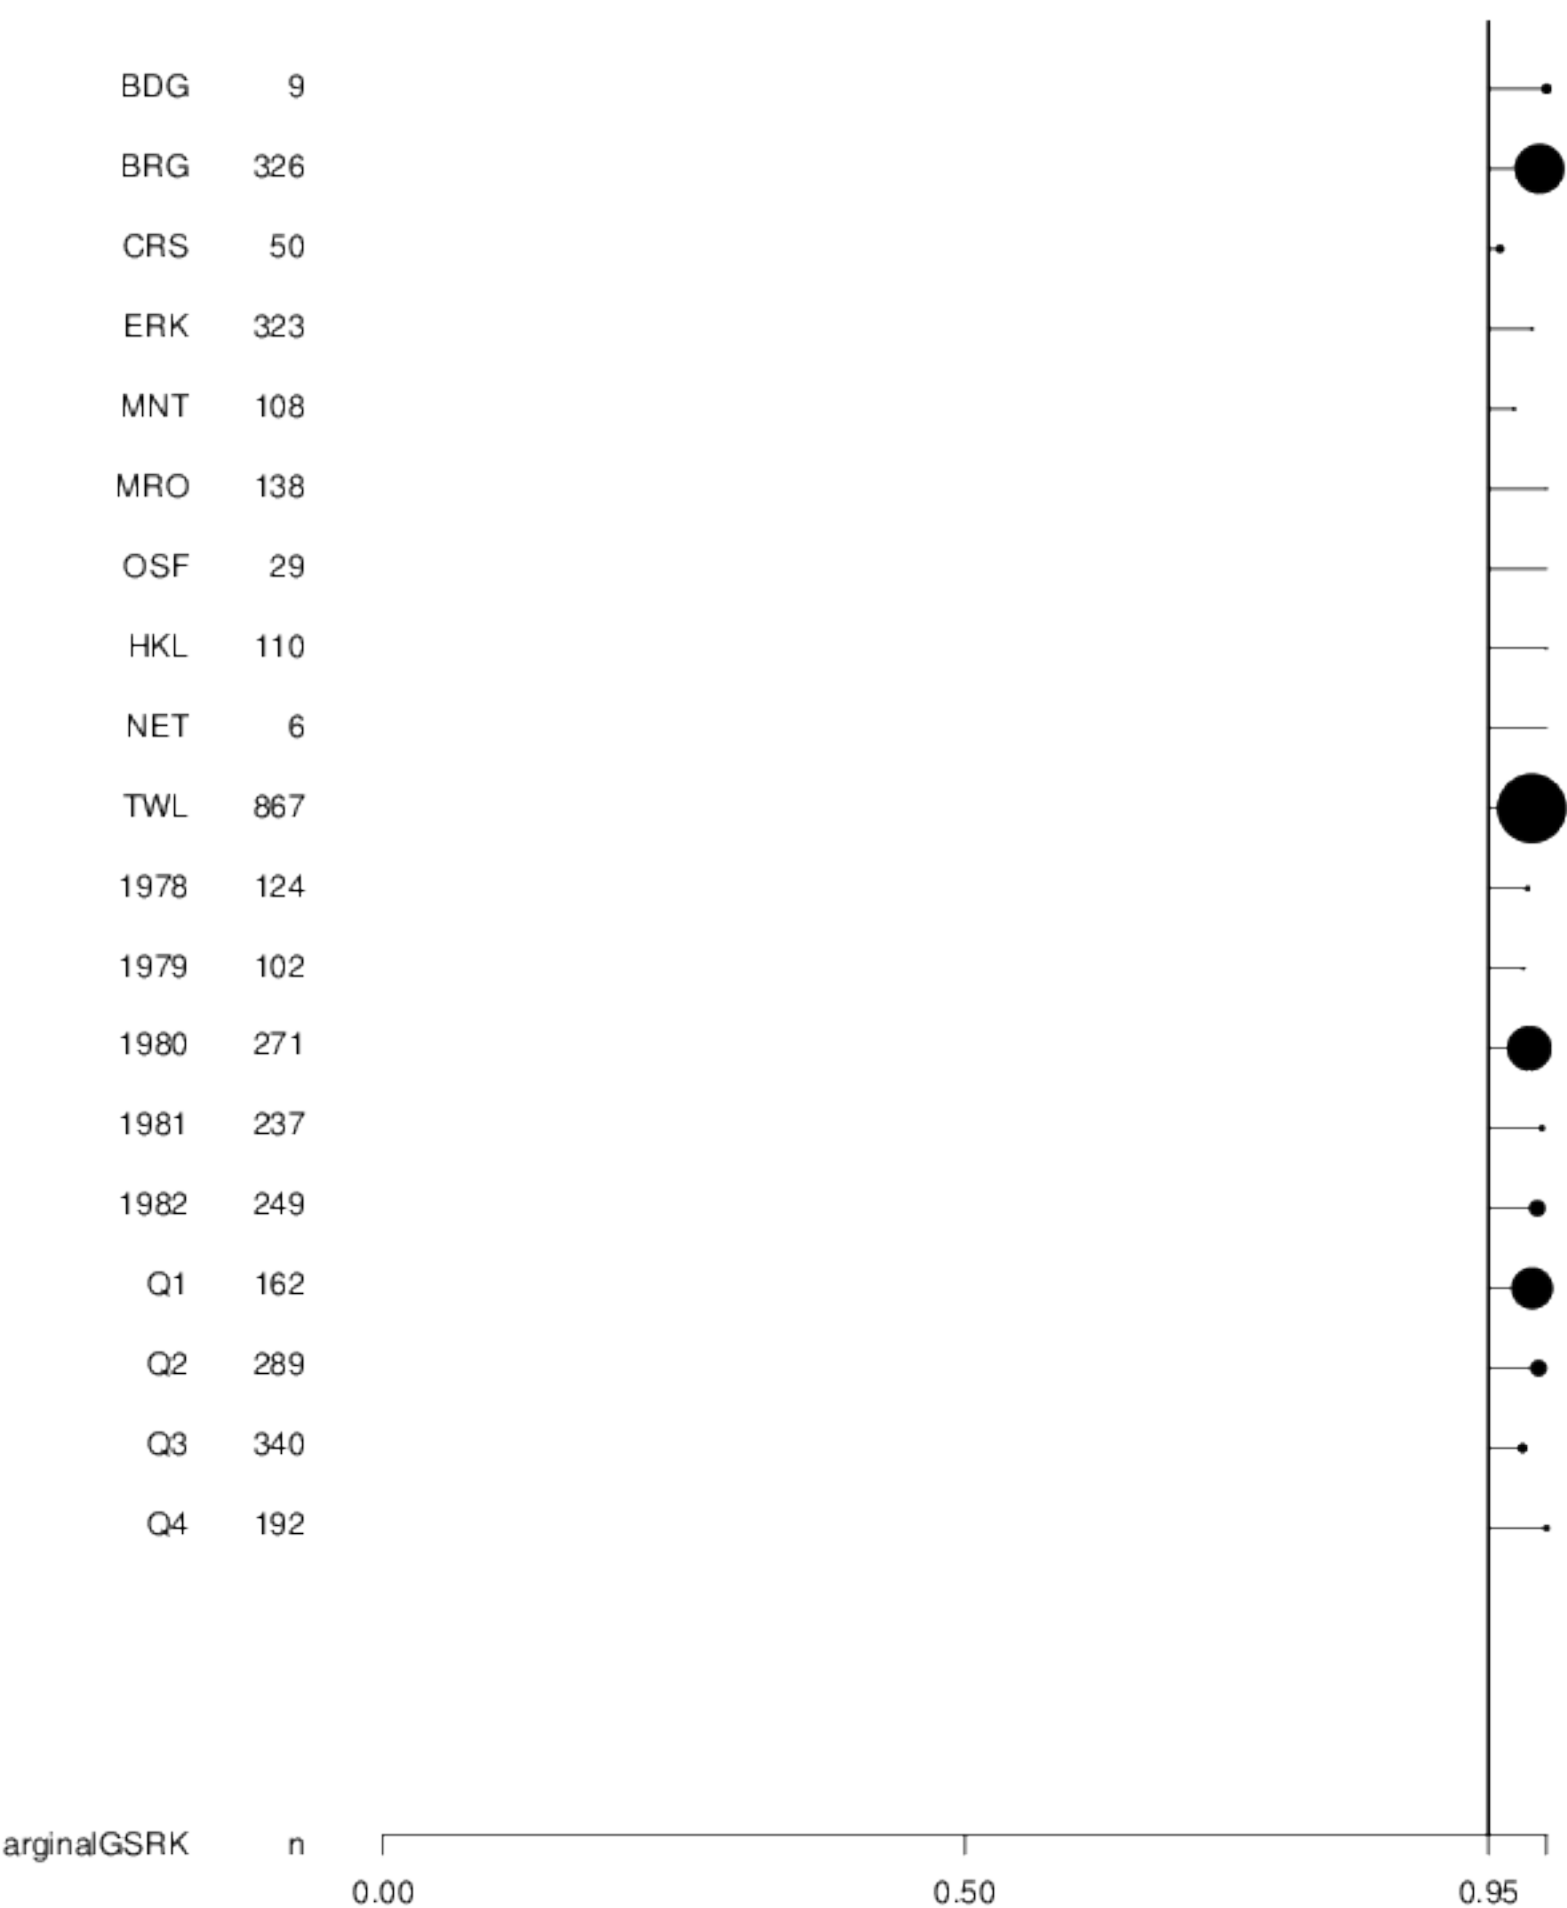 BDG 9
BRG 326
CRS 50
ERK 323
MNT 108
MRO 138
OSF 29
HKL 110
NET 6
TWL 867
1978 124
1979 102
1980 271
1981 237
1982 249
Q1 162
Q2 289
Q3 340
Q4 192
arginalGSRK n
0.00 0.50 0.95